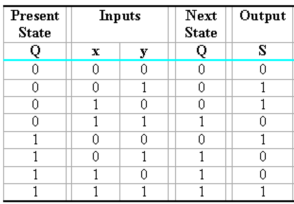 Present State Inputs Next State Output
Q x y Q S
0 0 0 0 0
0 0 1 0 1
0 1 0 0 1
0 1 1 1 0
1 0 0 0 1
1 0 1 1 0
1 1 0 1 0
1 1 1 1 1